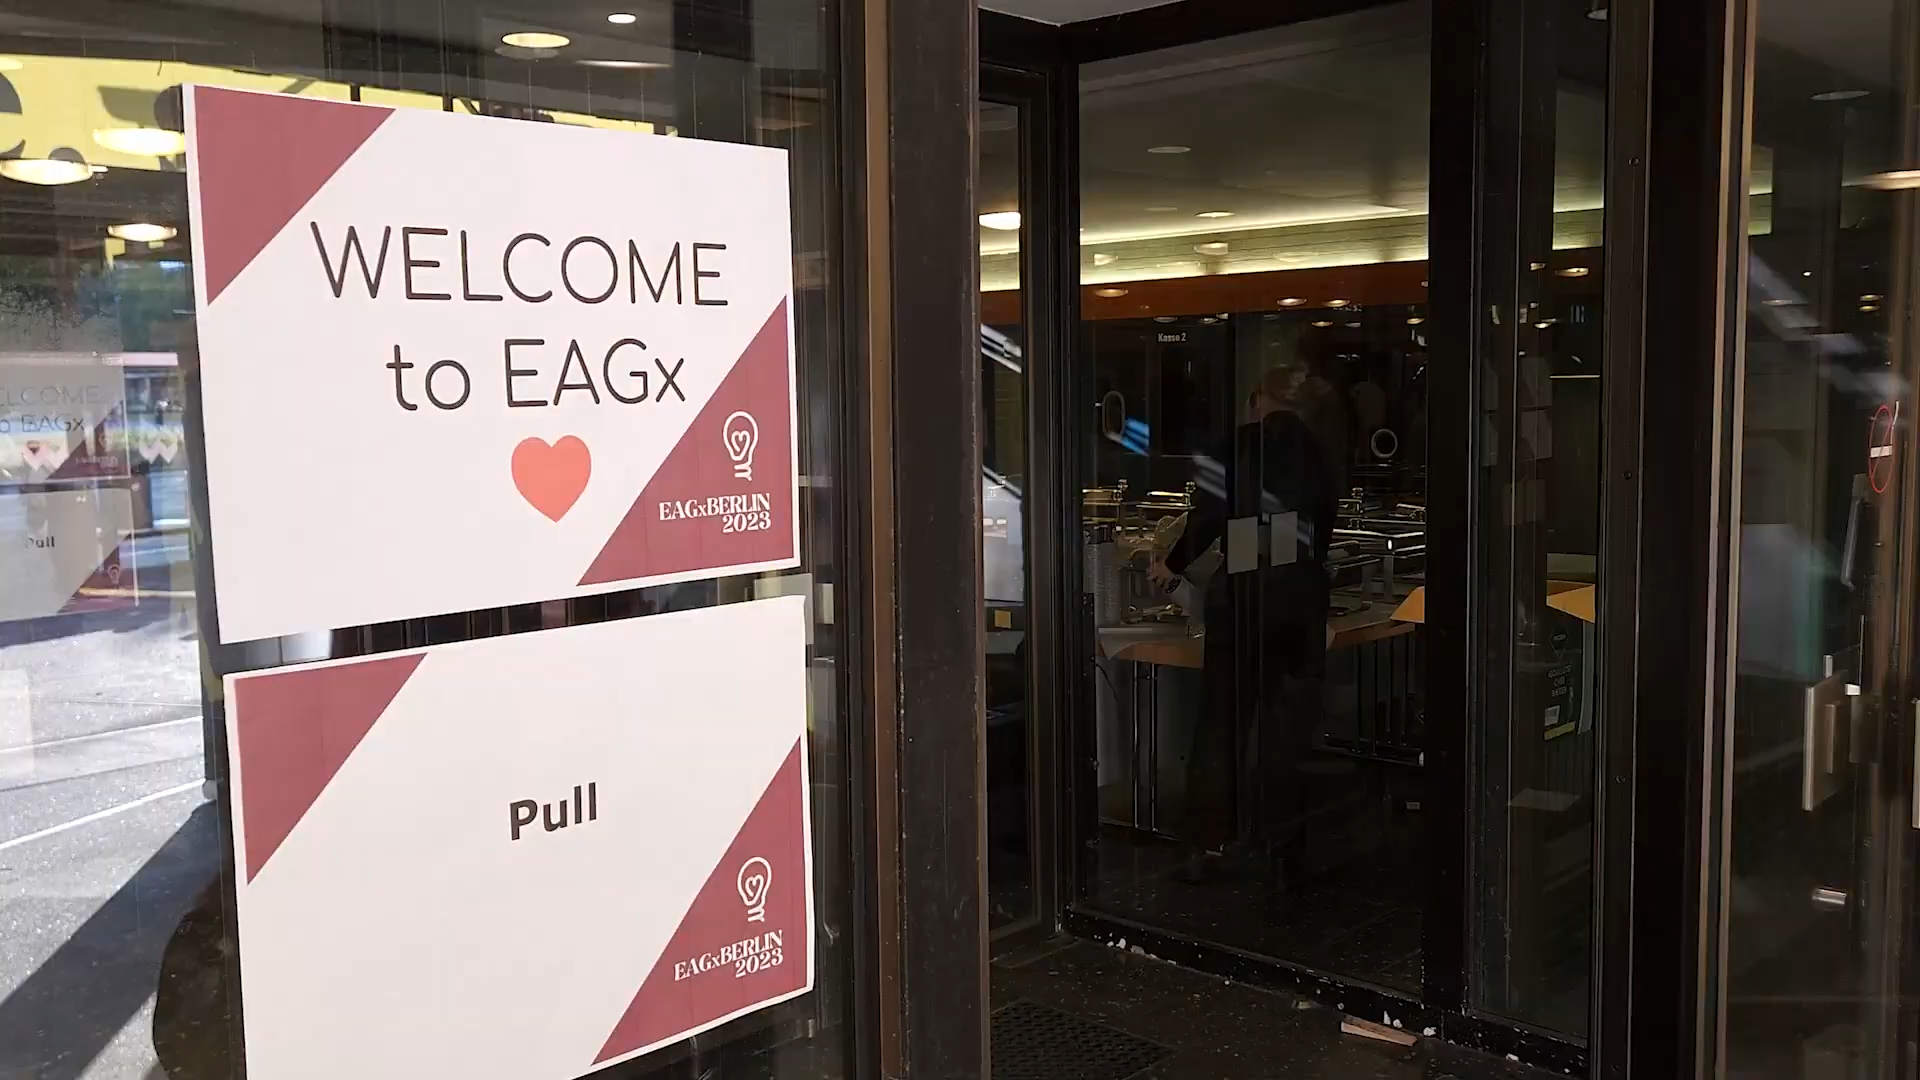 WELCOME
to EAGx
EAGxBERLIN
2023
Pull
EAGxBERLIN
2023
Kasse 2